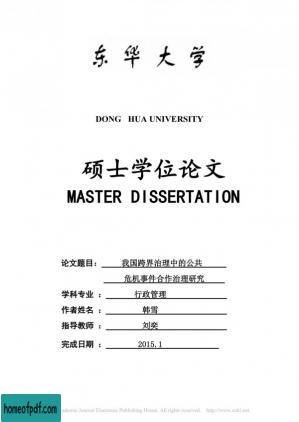 东华大学
DONG HUA UNIVERSITY
硕士学位论文
MASTER DISSERTATION
论文题目： 我国跨界治理中的公共
危机事件合作治理研究
学科专业： 行政管理
作者姓名： 韩雪
指导教师： 刘奕
完成日期： 2015.1
Journal Electronic Publishing House. All rights reserved. http://www.cnki.net
homeofpdf.com